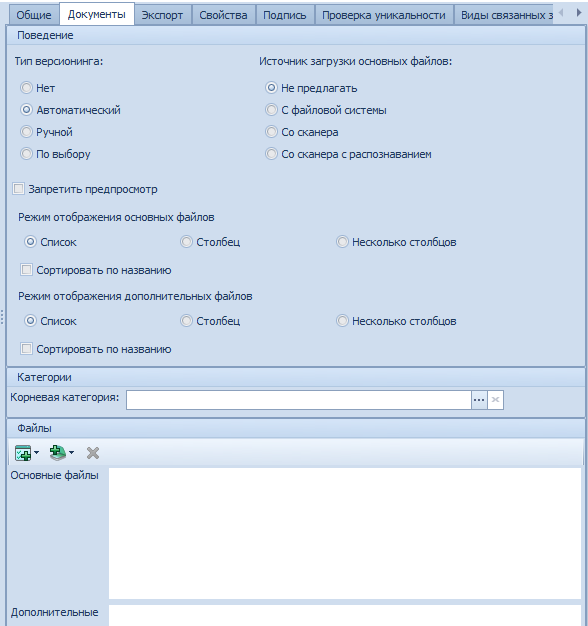 Общие Документы Экспорт Свойства Подпись Проверка уникальности Виды связанных з
Поведение
Тип версионинга: Источник загрузки основных файлов:
Нет Не предлагать
Автоматический С файловой системы
Ручной Со сканера
По выбору Со сканера с распознаванием
Запретить предпросмотр
Режим отображения основных файлов
Список Столбец Несколько столбцов
Сортировать по названию
Режим отображения дополнительных файлов
Список Столбец Несколько столбцов
Сортировать по названию
Категории
Корневая категория:
Файлы
Основные файлы
Дополнительные